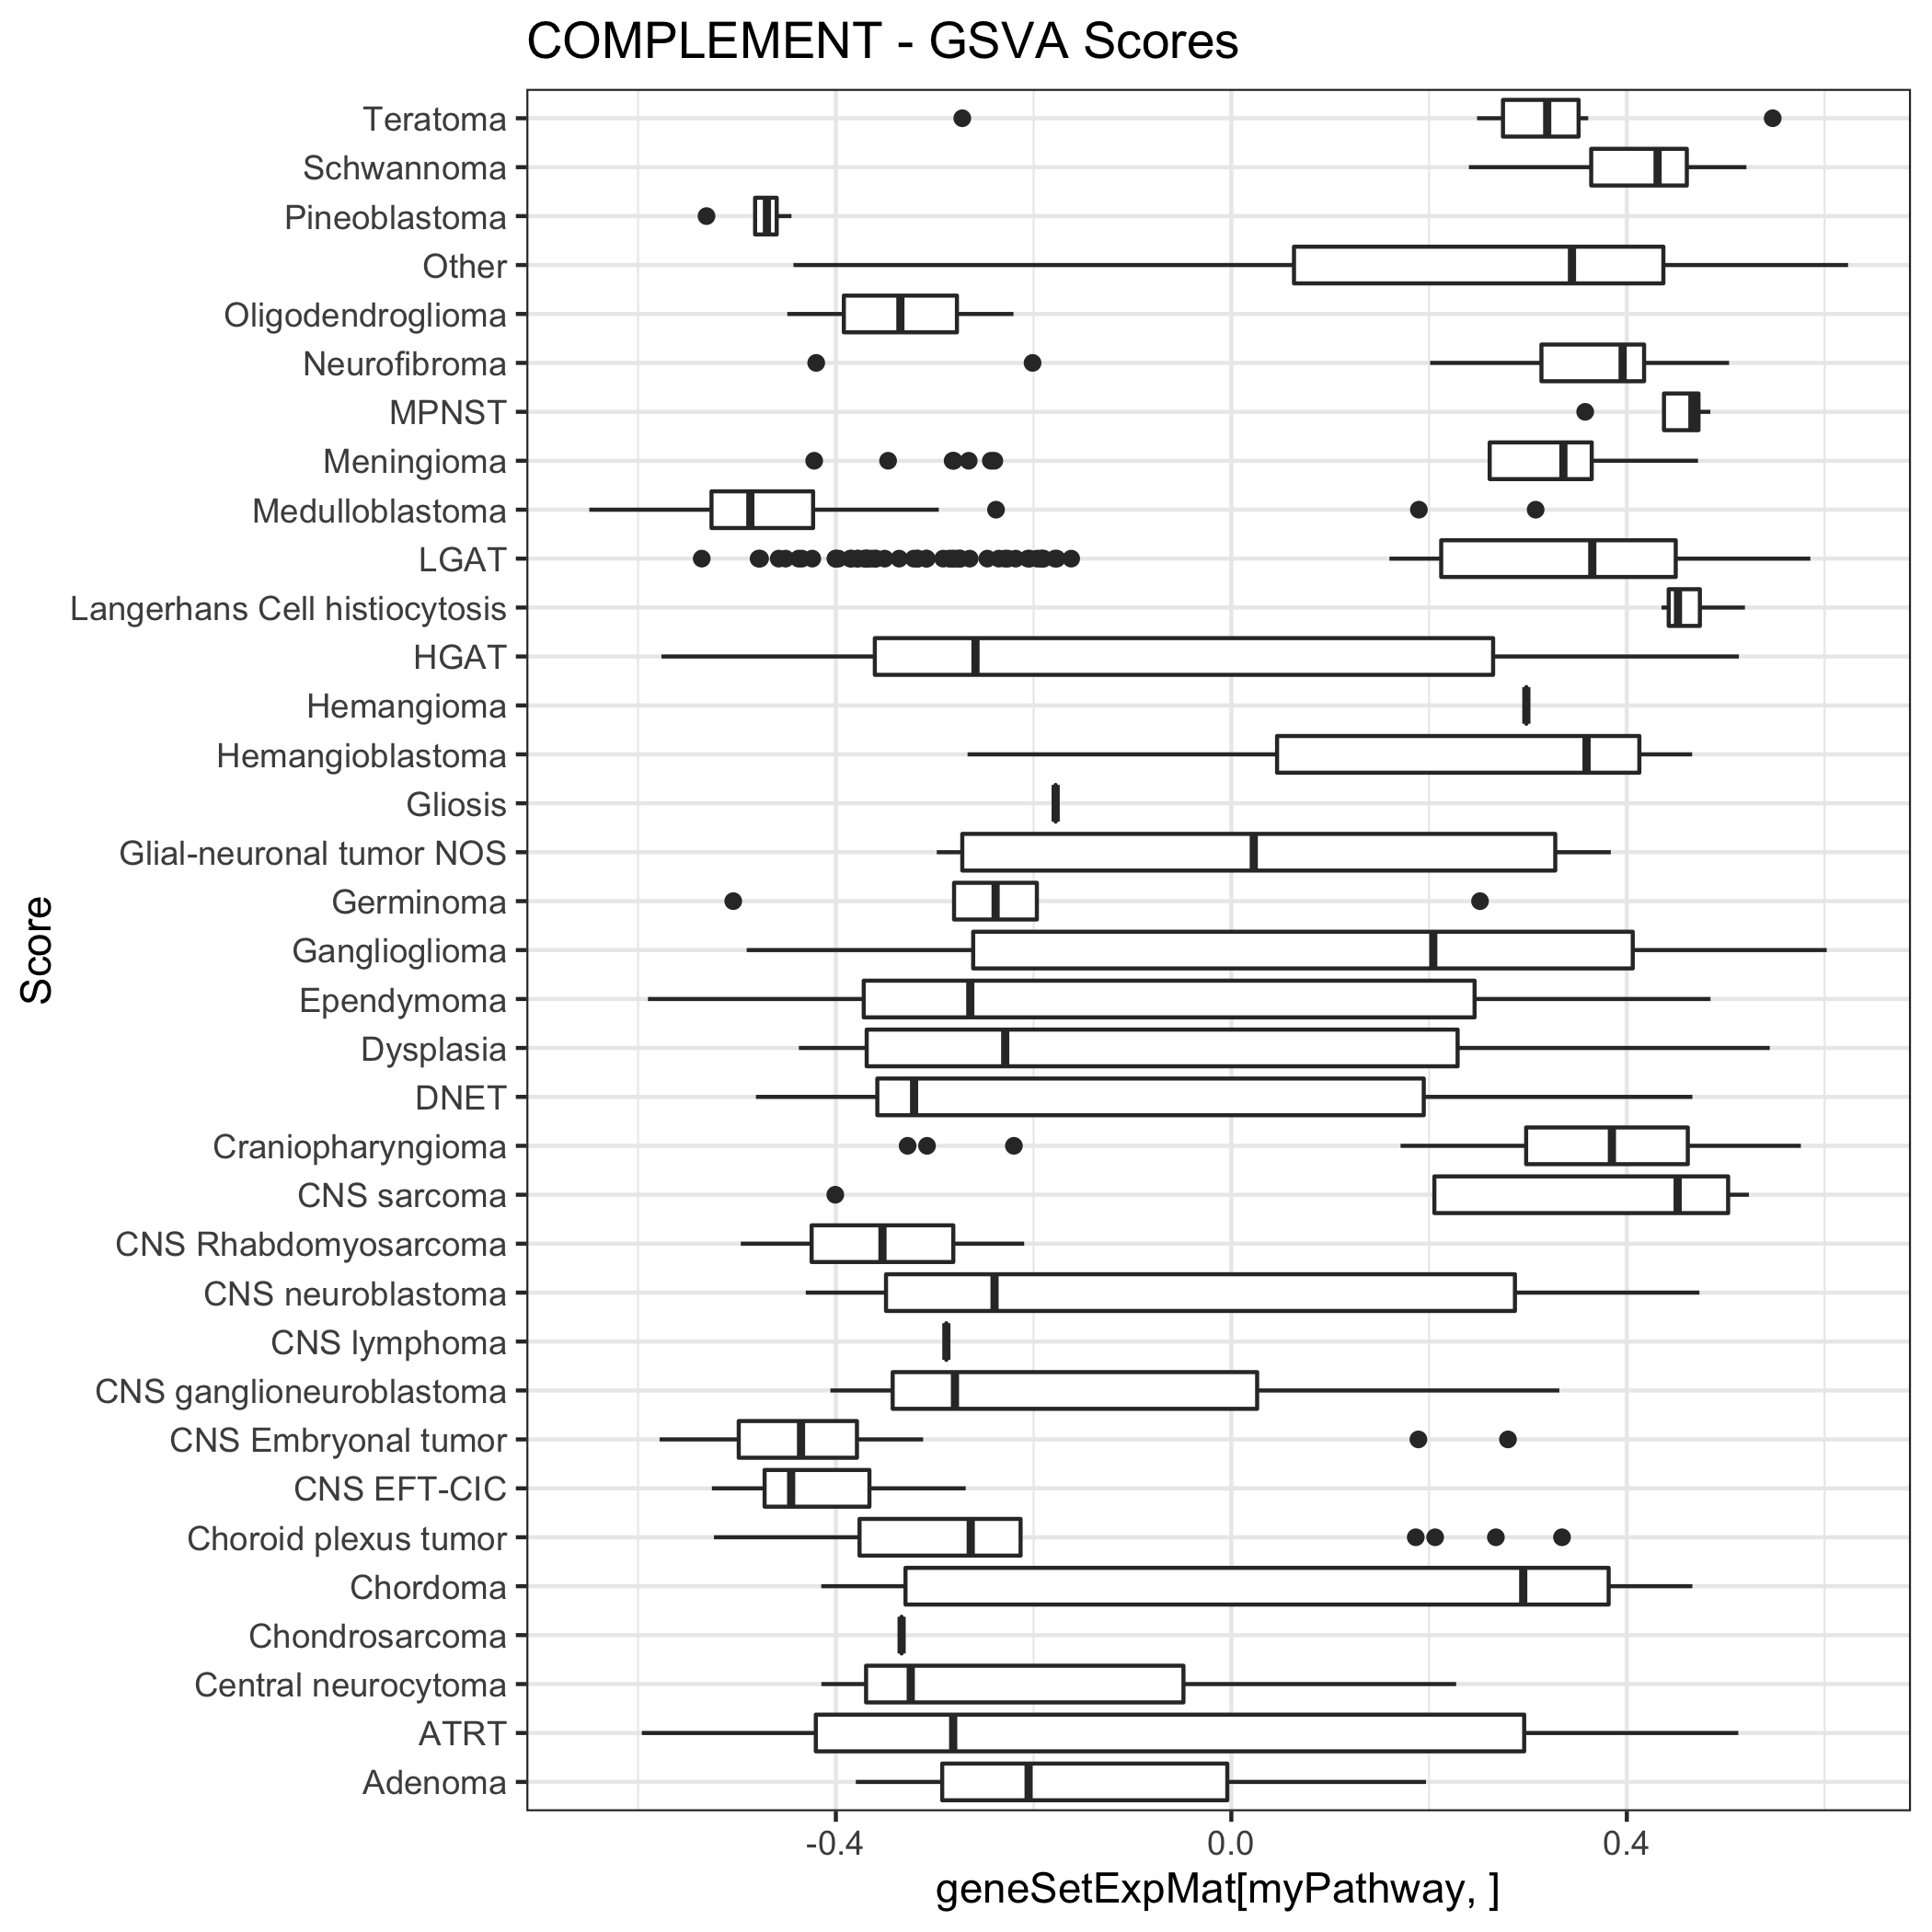 COMPLEMENT - GSVA Scores
Teratoma
Schwannoma
Pineoblastoma
Other
Oligodendroglioma
Neurofibroma
MPNST
Meningioma
Medulloblastoma
LGAT
Langerhans Cell histiocytosis
HGAT
Hemangioma
Hemangioblastoma
Gliosis
Glial-neuronal tumor NOS
Germinoma
Ganglioglioma
Ependymoma
Dysplasia
DNET
Craniopharyngioma
CNS sarcoma
CNS Rhabdomyosarcoma
CNS neuroblastoma
CNS lymphoma
CNS ganglioneuroblastoma
CNS Embryonal tumor
CNS EFT-CIC
Choroid plexus tumor
Chordoma
Chondrosarcoma
Central neurocytoma
ATRT
Adenoma
Score
-0.4 0.0 0.4
geneSetExpMat[myPathway, ]